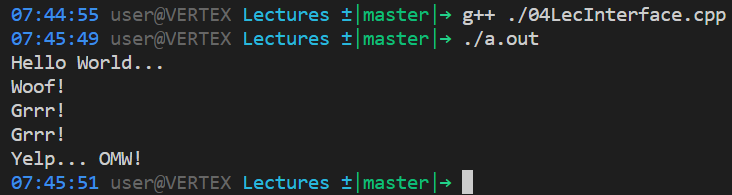 07:44:55 user@VERTEX Lectures ±|master|→ g++ ./04LecInterface.cpp
07:45:49 user@VERTEX Lectures ±|master|→ ./a.out
Hello World...
Woof!
Grrr!
Grrr!
Yelp... OMW!
07:45:51 user@VERTEX Lectures ±|master|→